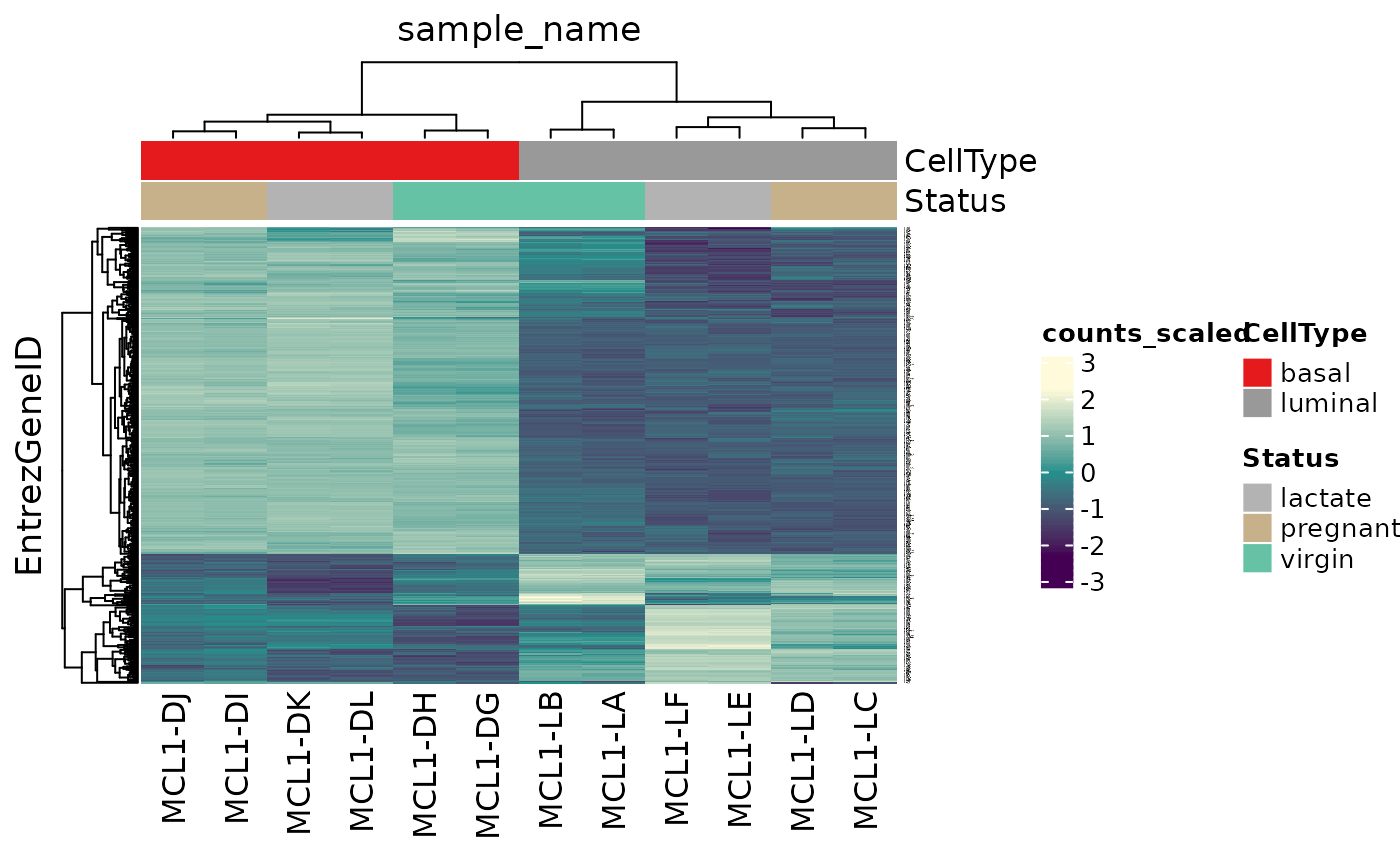 sample_name
CellType
Status
EntrezGeneID
MCL1-DJ
MCL1-DI
MCL1-DK
MCL1-DL
MCL1-DH
MCL1-DG
MCL1-LB
MCL1-LA
MCL1-LF
MCL1-LE
MCL1-LD
MCL1-LC
counts_scaled
3
2
1
0
-1
-2
-3
CellType
basal
luminal
Status
lactate
pregnant
virgin